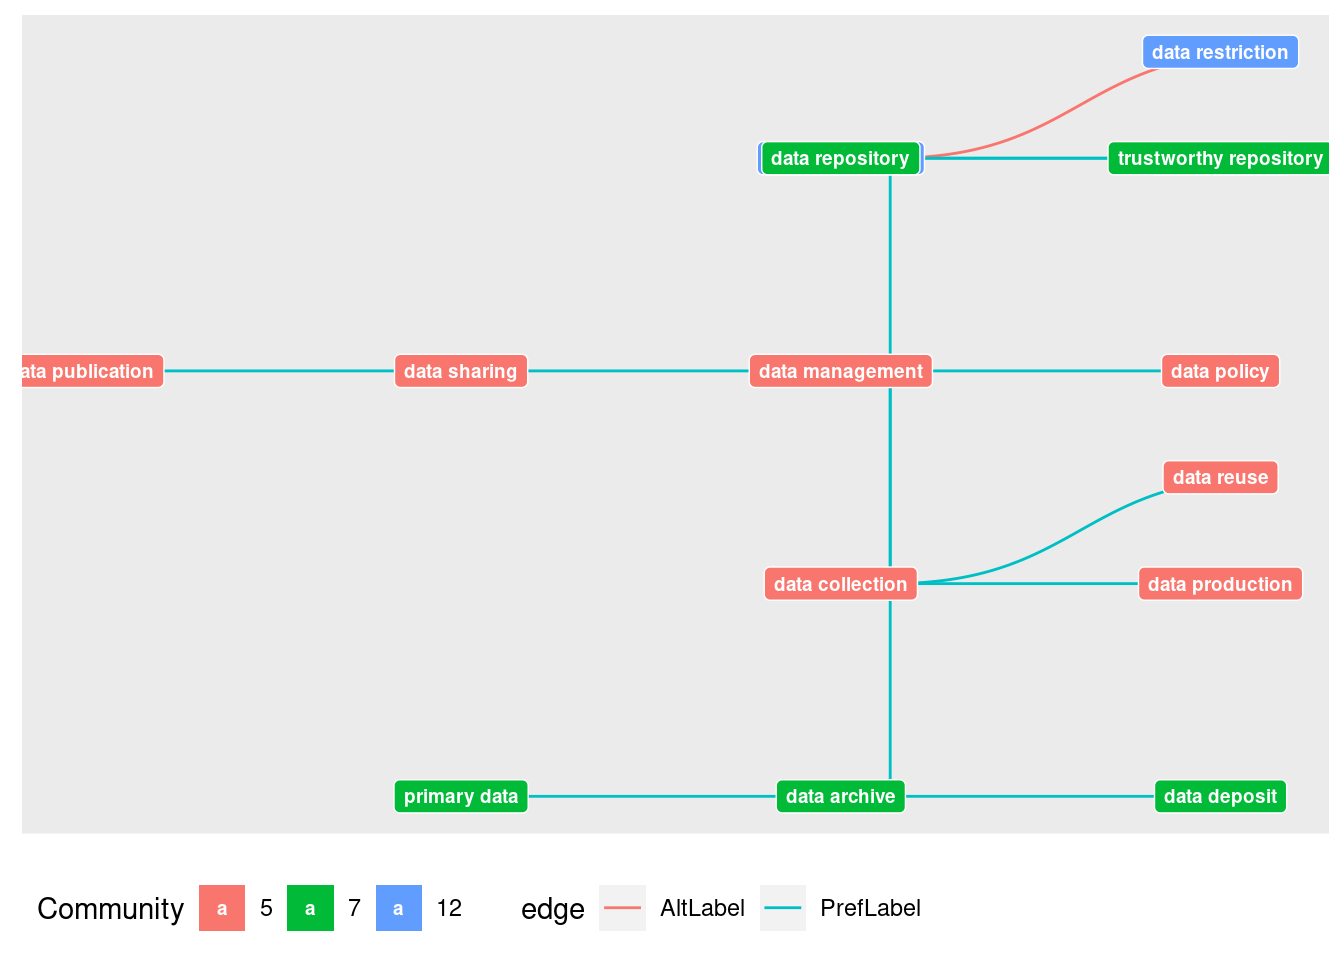 data restriction
data repository
trustworthy repository
ata publication
data sharing
data management
data policy
data reuse
data collection
data production
primary data
data archive
data deposit
Community a 5 a 7 a 12 edge AltLabel PrefLabel